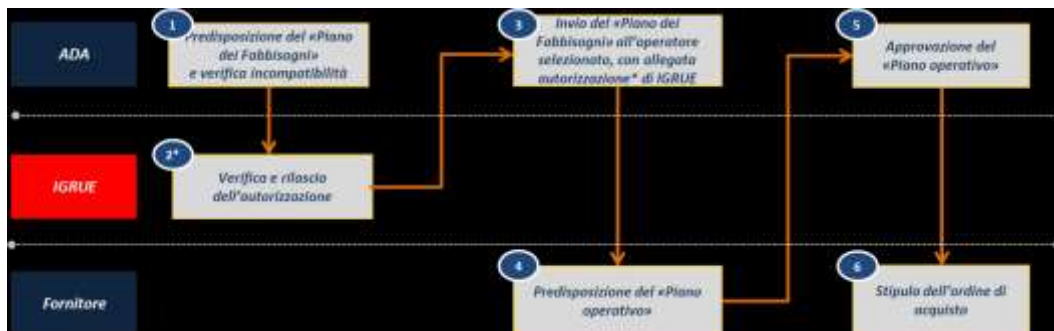 ADA
1
Predisposizione del «Piano
dei Fabbisogni»
e verifica incompatibilità
3
Invio del «Piano dei
Fabbisogni» all'operatore
selezionato, con allegata
autorizzazione* di IGRUE
5
Approvazione del
«Piano operativo»
IGRUE
2*
Verifica e rilascio
dell'autorizzazione
Fornitore
4
Predisposizione del «Piano
operativo»
6
Stipula dell'ordine di
acquisto